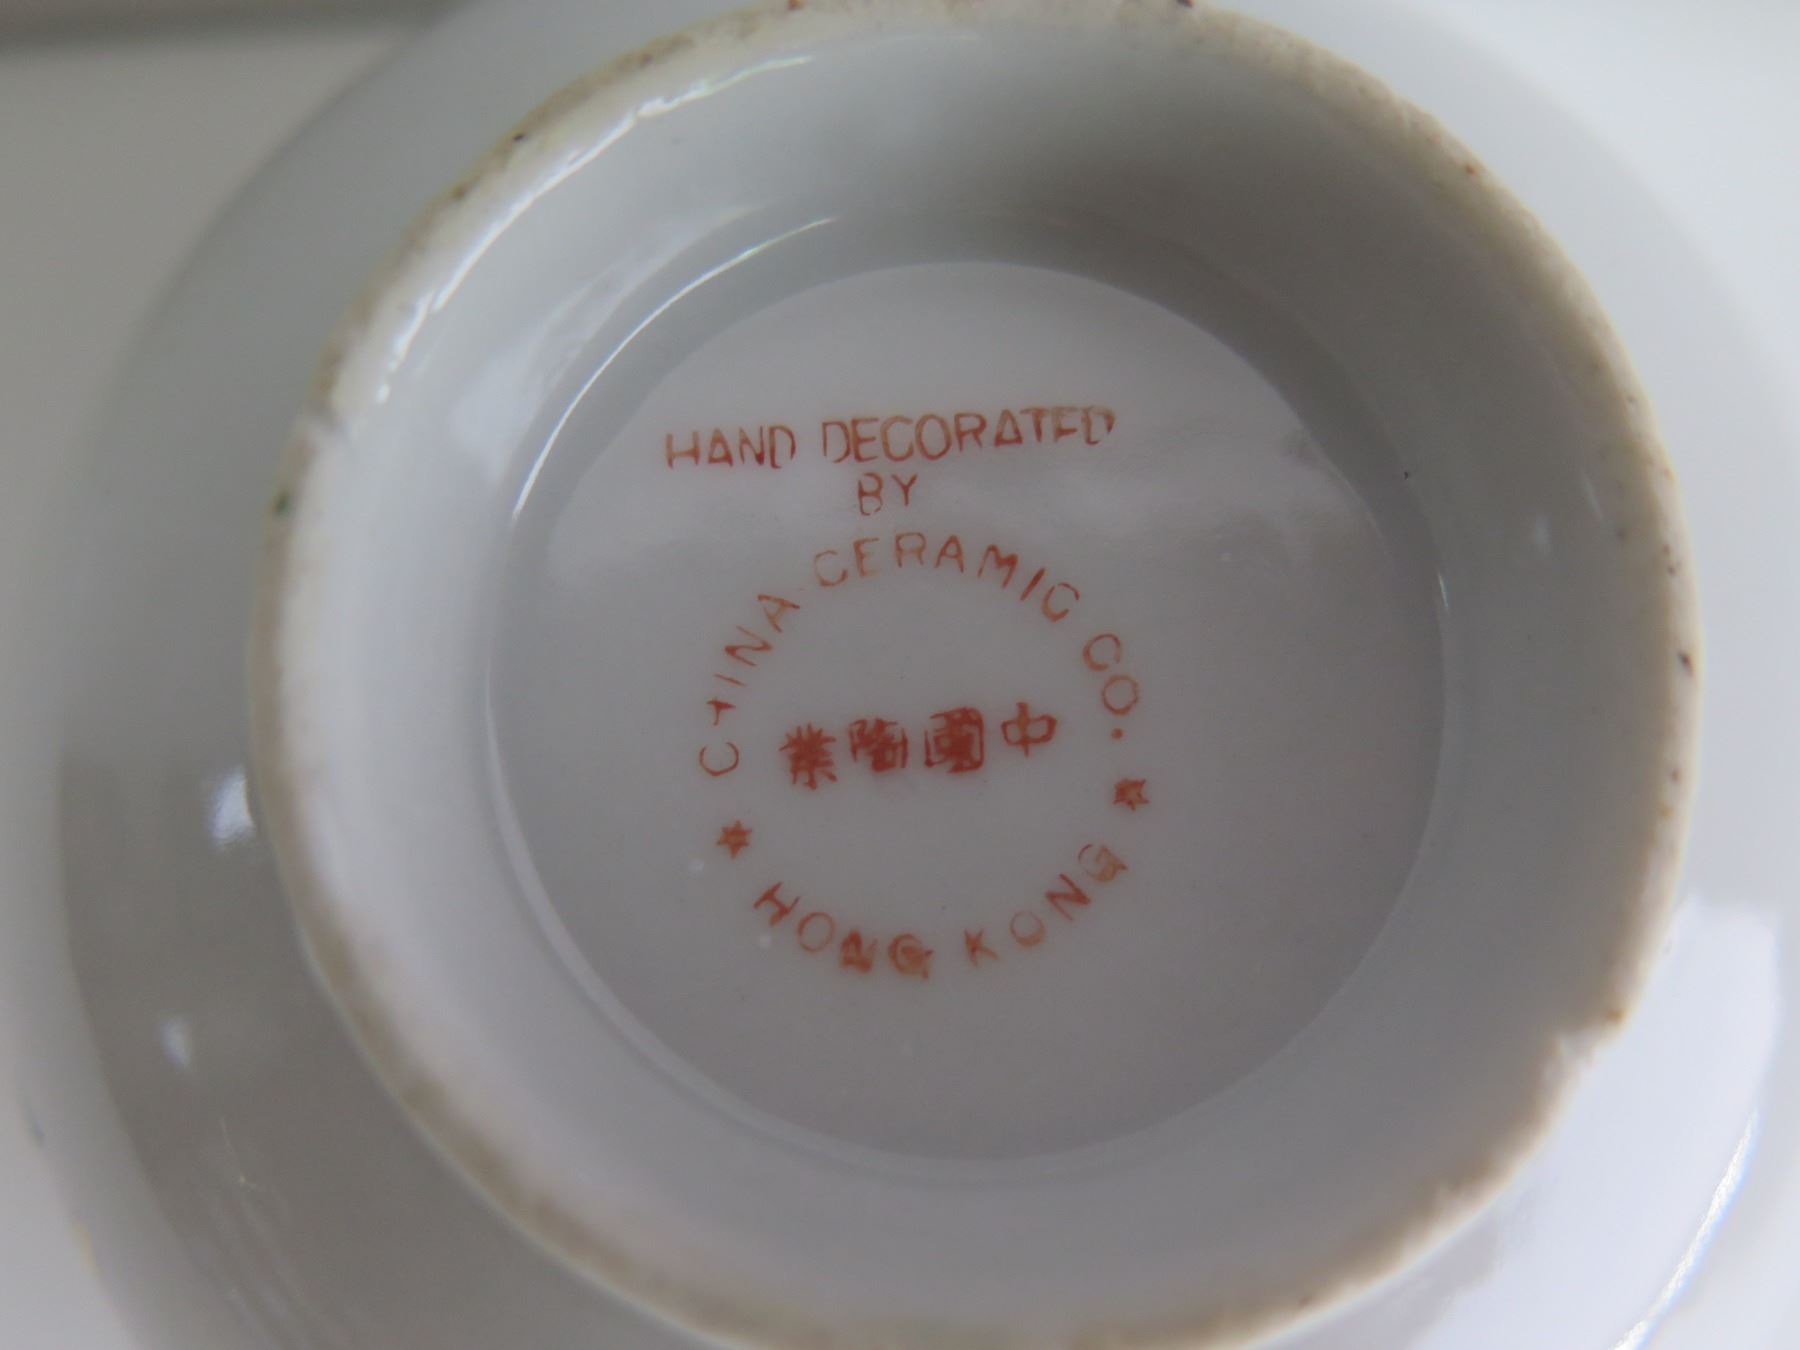 HAND DECORATED
BY
CHINA CERAMIC CO.
中國陶業
HONG KONG